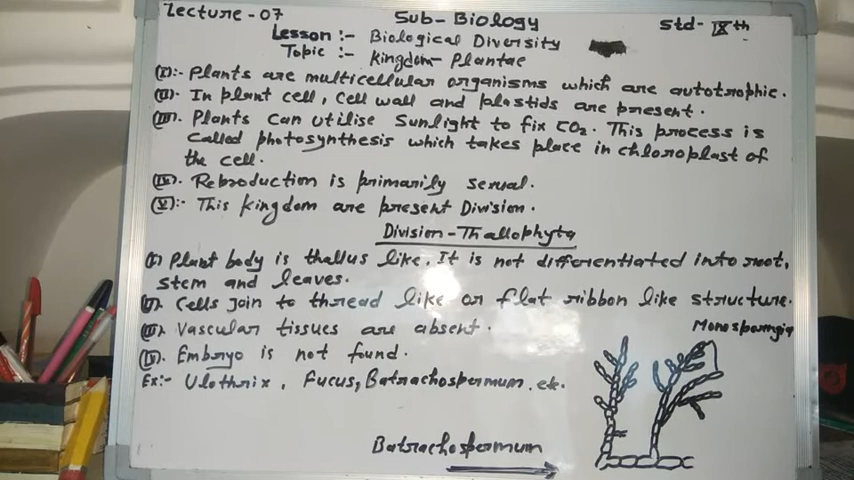 Lecture - 07
Sub - Biology
Std - IXth
Lesson :- Biological Diversity
Topic :- Kingdom - Plantae
(I):- Plants are multicellular organisms which are autotrophic.
(II):- In plant cell, cell wall and plastids are present.
(III). Plants can utilise sunlight to fix CO2. This process is
called photosynthesis which takes place in chloroplast of
the cell.
(IV). Reproduction is primarily sexual.
(V):- This kingdom are present Division.
Division - Thallophyta
(I) Plant body is thallus like. It is not differentiated into root,
stem and leaves.
(II) Cells join to thread like or flat ribbon like structure.
(III) Vascular tissues are absent.
(IV). Embryo is not found.
Ex:- Ulothrix, Fucus, Batrachospermum, etc.
Batrachospermum